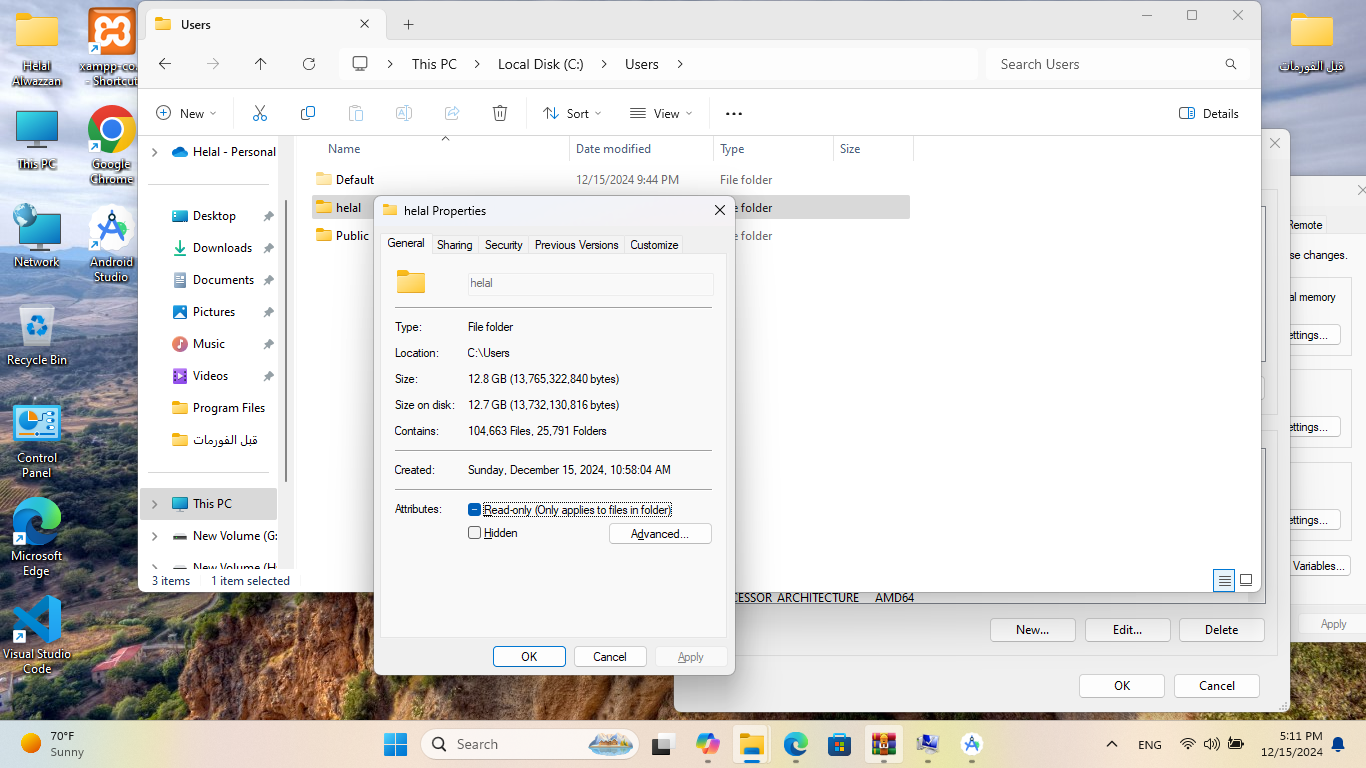 Helal
Alwazzan
xampp-co...
- Shortcut
This PC
Google
Chrome
Network
Android
Studio
Recycle Bin
Control
Panel
Microsoft
Edge
Visual Studio
Code
قبل الفورمات
Users
This PC
Local Disk (C:)
Users
Search Users
New
Sort
View
Details
Helal - Personal
Desktop
Downloads
Documents
Pictures
Music
Videos
Program Files
قبل الفورمات
This PC
New Volume (G:
New Volume (H:
3 items 1 item selected
Name Date modified Type Size
Default 12/15/2024 9:44 PM File folder
helal e folder
Public e folder
helal Properties
General Sharing Security Previous Versions Customize
helal
Type: File folder
Location: C:\Users
Size: 12.8 GB (13,765,322,840 bytes)
Size on disk: 12.7 GB (13,732,130,816 bytes)
Contains: 104,663 Files, 25,791 Folders
Created: Sunday, December 15, 2024, 10:58:04 AM
Attributes: Read-only (Only applies to files in folder)
Hidden Advanced...
OK Cancel Apply
CESSOR_ARCHITECTURE AMD64
New... Edit... Delete
OK Cancel
Remote
se changes.
al memory
ettings...
ettings...
ettings...
Variables...
Apply
70°F
Sunny
Search
ENG
5:11 PM
12/15/2024